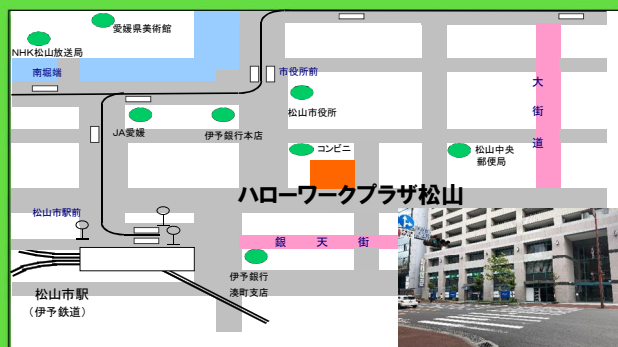 愛媛県美術館
NHK松山放送局
南堀端
市役所前
大街道
松山市役所
JA愛媛
伊予銀行本店
コンビニ
松山中央
郵便局
ハローワークプラザ松山
松山市駅前
銀天街
伊予銀行
湊町支店
松山市駅
（伊予鉄道）